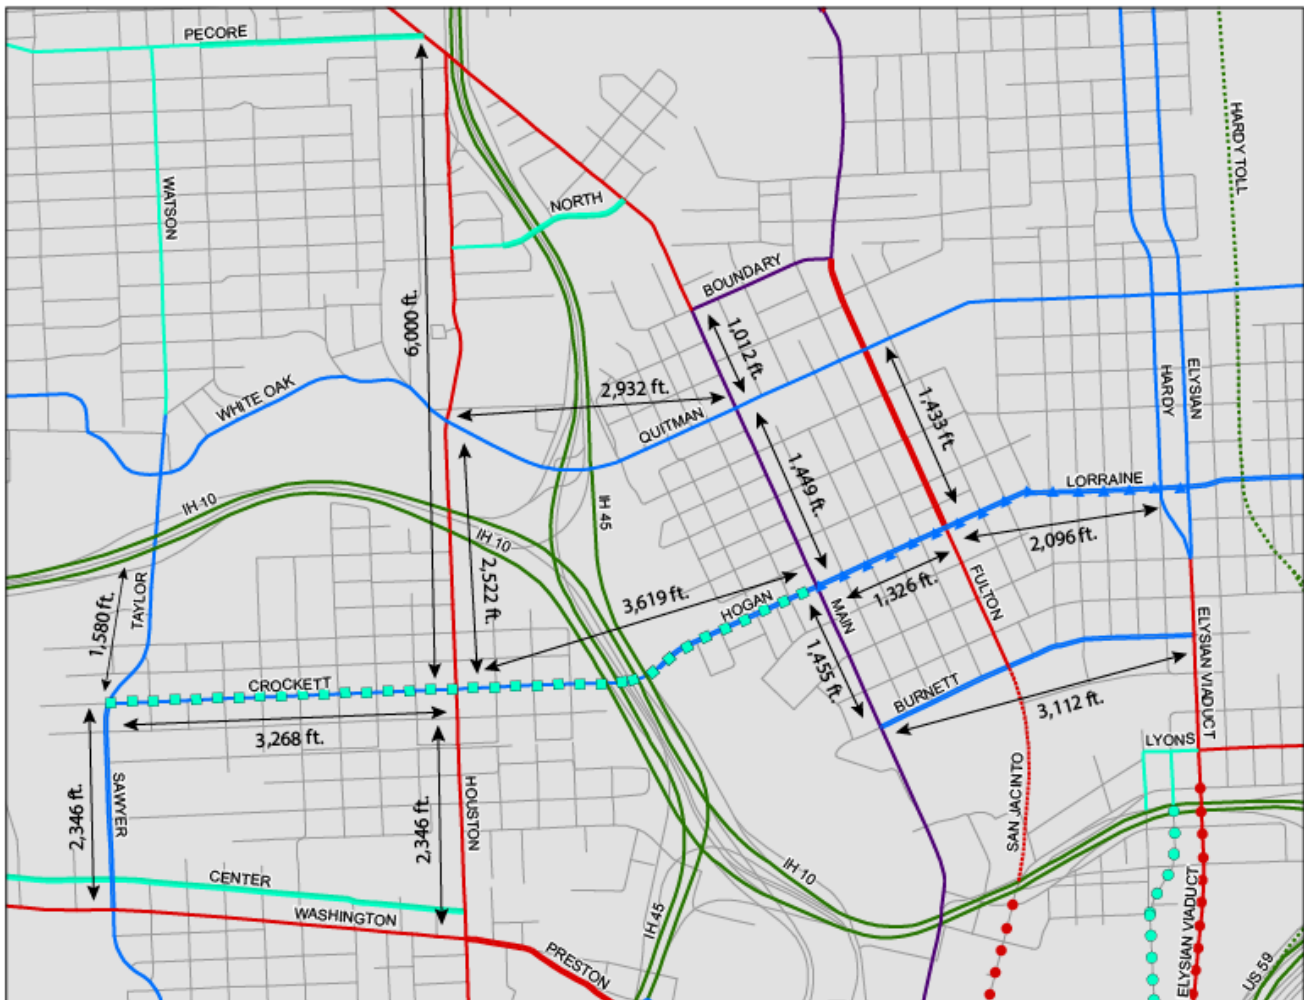 PECORE
WATSON
HARDY TOLL
NORTH
BOUNDARY
6,000 ft.
1,012 ft.
2,932 ft.
WHITE OAK
QUITMAN
1,433 ft.
HARDY
ELYSIAN
1,449 ft.
LORRAINE
IH 10
IH 45
IH 10
2,522 ft.
2,096 ft.
1,580 ft.
TAYLOR
3,619 ft.
HOGAN
MAIN
1,326 ft.
FULTON
ELYSIAN VIADUCT
1,455 ft.
CROCKETT
BURNETT
3,112 ft.
3,268 ft.
LYONS
SAWYER
2,346 ft.
2,346 ft.
HOUSTON
SAN JACINTO
CENTER
IH 10
WASHINGTON
IH 45
ELYSIAN VIADUCT
PRESTON
US 59